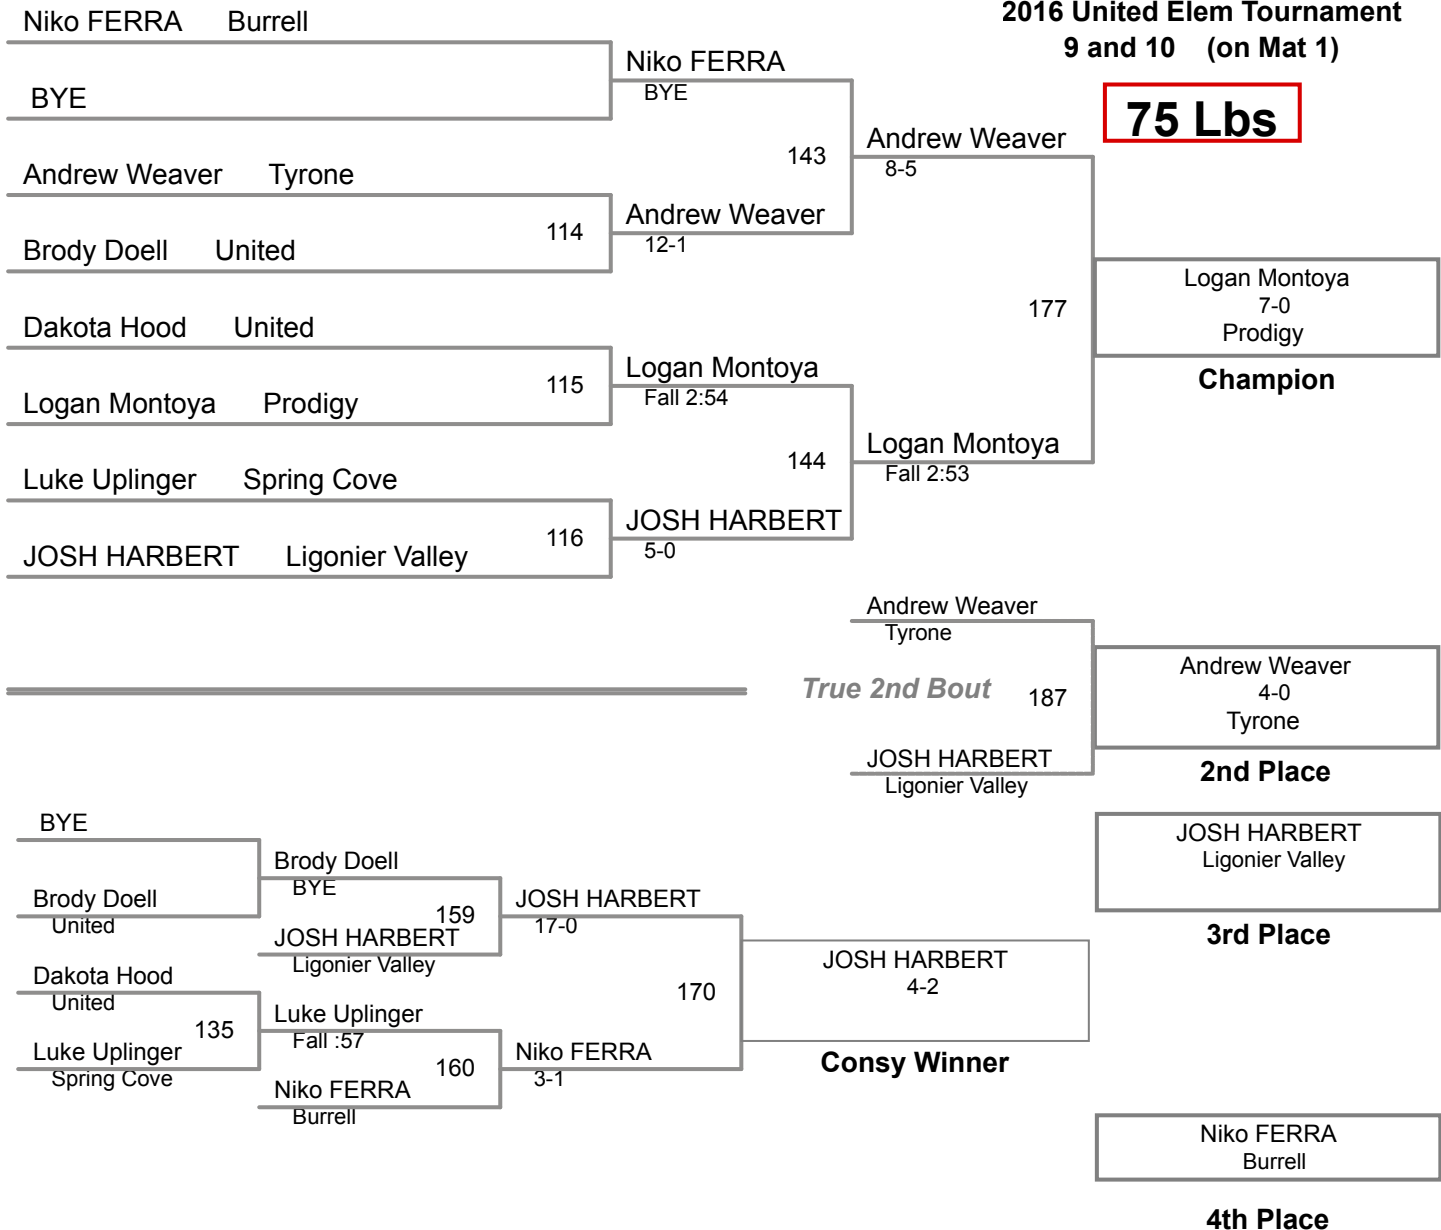 2016 United Elem Tournament
9 and 10 (on Mat 1)
75 Lbs
Niko FERRA Burrell
BYE
Andrew Weaver Tyrone
114
Brody Doell United
Dakota Hood United
115
Logan Montoya Prodigy
Luke Uplinger Spring Cove
116
JOSH HARBERT Ligonier Valley
Niko FERRA
BYE
143
Andrew Weaver
12-1
Logan Montoya
Fall 2:54
144
JOSH HARBERT
5-0
Andrew Weaver
8-5
177
Logan Montoya
Fall 2:53
Logan Montoya
7-0
Prodigy
Champion
Andrew Weaver
Tyrone
True 2nd Bout 187
JOSH HARBERT
Ligonier Valley
Andrew Weaver
4-0
Tyrone
2nd Place
BYE
Brody Doell
United
Dakota Hood
United
135
Luke Uplinger
Spring Cove
Brody Doell
BYE
159
JOSH HARBERT
Ligonier Valley
Luke Uplinger
Fall :57
160
Niko FERRA
Burrell
JOSH HARBERT
17-0
170
Niko FERRA
3-1
JOSH HARBERT
4-2
Consy Winner
JOSH HARBERT
Ligonier Valley
3rd Place
Niko FERRA
Burrell
4th Place